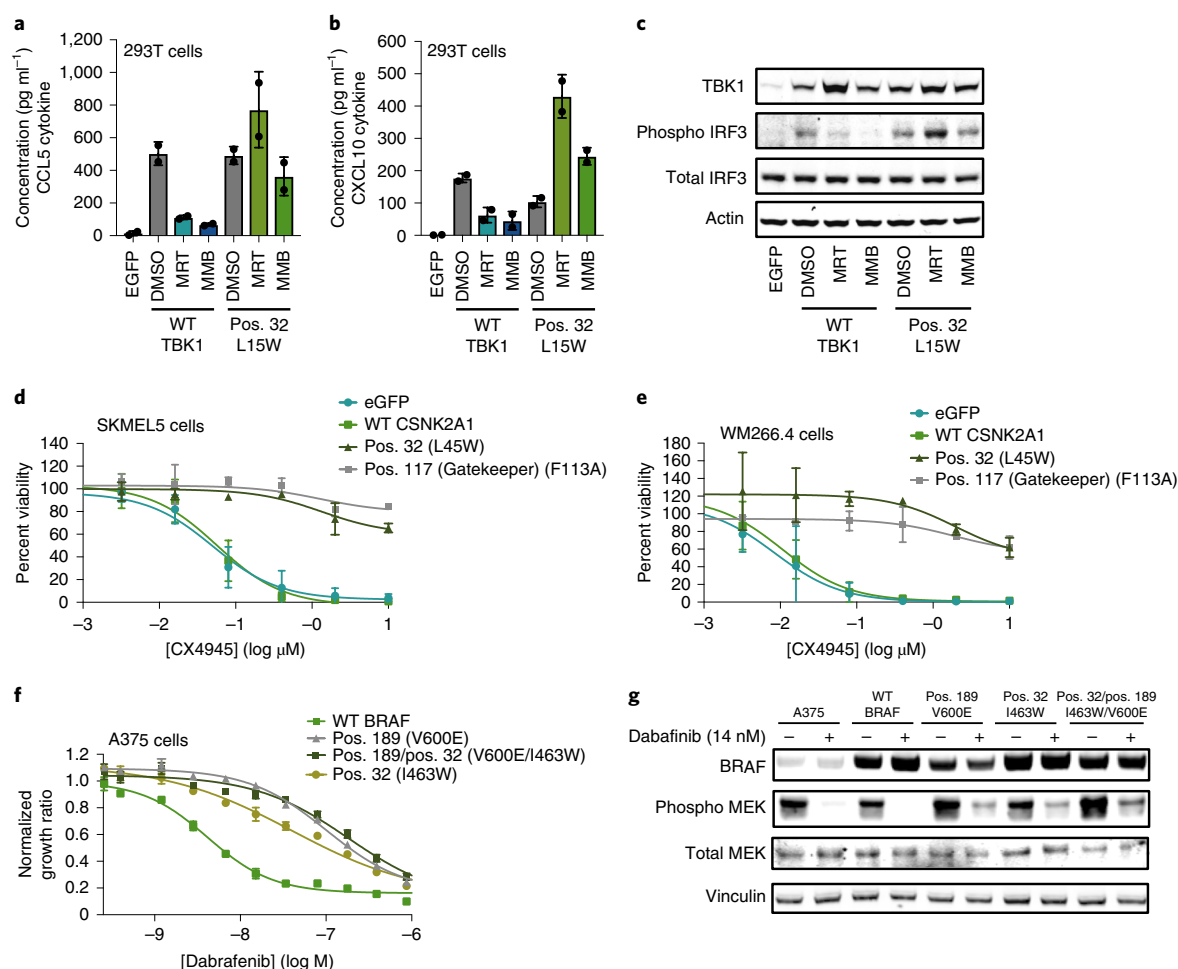 a
293T cells
Concentration (pg ml⁻¹)
CCL5 cytokine
1,200
1,000
800
600
400
200
0
EGFP
DMSO
MRT
MMB
DMSO
MRT
MMB
WT
TBK1
Pos. 32
L15W
b
293T cells
Concentration (pg ml⁻¹)
CXCL10 cytokine
600
500
400
300
200
100
0
EGFP
DMSO
MRT
MMB
DMSO
MRT
MMB
WT
TBK1
Pos. 32
L15W
c
TBK1
Phospho IRF3
Total IRF3
Actin
EGFP
DMSO
MRT
MMB
DMSO
MRT
MMB
WT
TBK1
Pos. 32
L15W
d
SKMEL5 cells
eGFP
WT CSNK2A1
Pos. 32 (L45W)
Pos. 117 (Gatekeeper) (F113A)
Percent viability
140
120
100
80
60
40
20
0
−3
−2
−1
−0
1
[CX4945] (log μM)
e
WM266.4 cells
eGFP
WT CSNK2A1
Pos. 32 (L45W)
Pos. 117 (Gatekeeper) (F113A)
Percent viability
180
160
140
120
100
80
60
40
20
0
−3
−2
−1
−0
1
[CX4945] (log μM)
f
A375 cells
WT BRAF
Pos. 189 (V600E)
Pos. 189/pos. 32 (V600E/I463W)
Pos. 32 (I463W)
Normalized
growth ratio
1.2
1.0
0.8
0.6
0.4
0.2
0
−9
−8
−7
−6
[Dabrafenib] (log M)
g
A375
WT
BRAF
Pos. 189
V600E
Pos. 32
I463W
Pos. 32/pos. 189
I463W/V600E
Dabafinib (14 nM) − + − + − + − + − +
BRAF
Phospho MEK
Total MEK
Vinculin